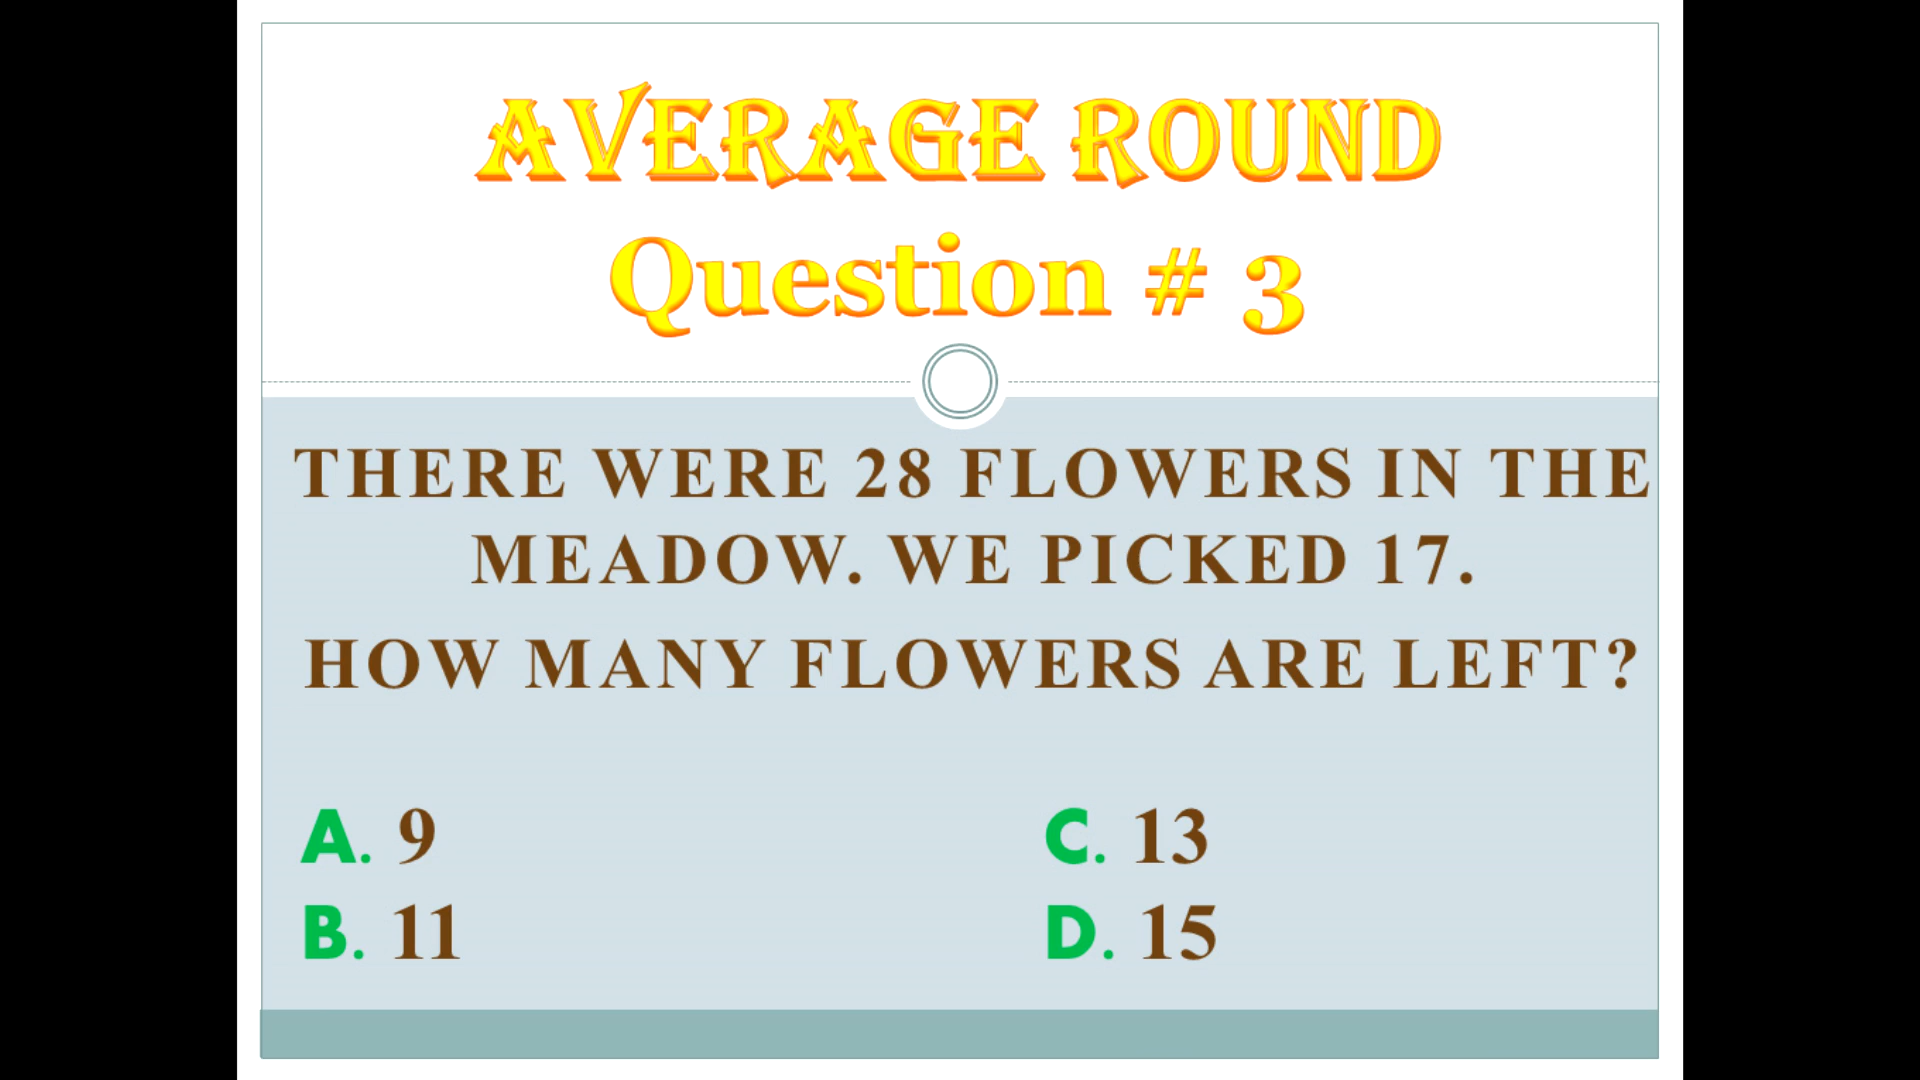 AVERAGE ROUND
Question # 3
THERE WERE 28 FLOWERS IN THE
MEADOW. WE PICKED 17.
HOW MANY FLOWERS ARE LEFT?
A. 9
B. 11
C. 13
D. 15